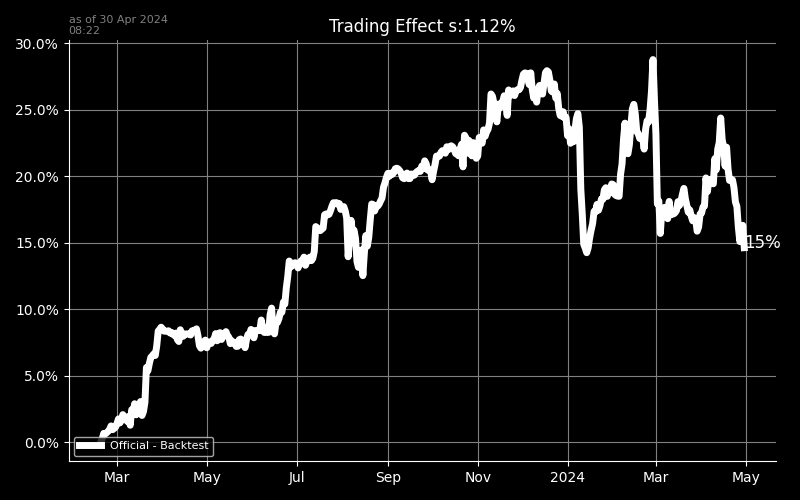 as of 30 Apr 2024
08:22
Trading Effect s:1.12%
30.0%
25.0%
20.0%
15.0%
10.0%
5.0%
0.0%
15%
Official - Backtest
Mar May Jul Sep Nov 2024 Mar May